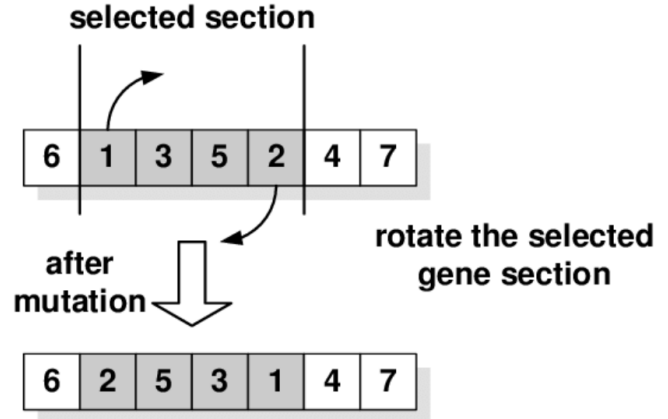 selected section
6 1 3 5 2 4 7
rotate the selected
gene section
after
mutation
6 2 5 3 1 4 7